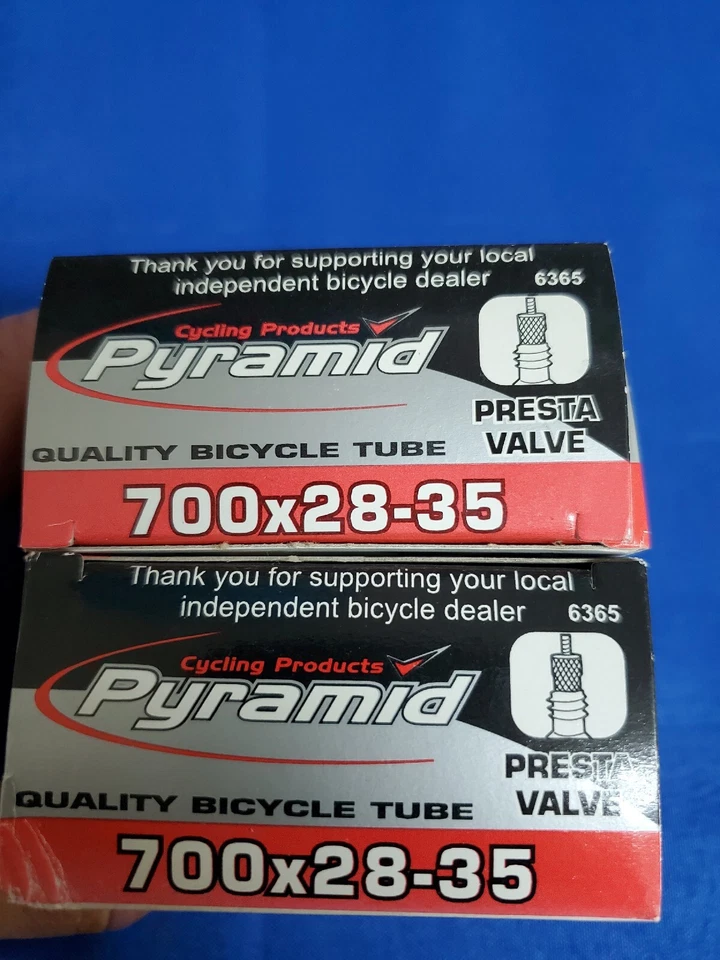 Thank you for supporting your local
independent bicycle dealer 6365
Cycling Products
Pyramid
PRESTA
VALVE
QUALITY BICYCLE TUBE
700x28-35
Thank you for supporting your local
independent bicycle dealer 6365
Cycling Products
Pyramid
PRESTA
VALVE
QUALITY BICYCLE TUBE
700x28-35